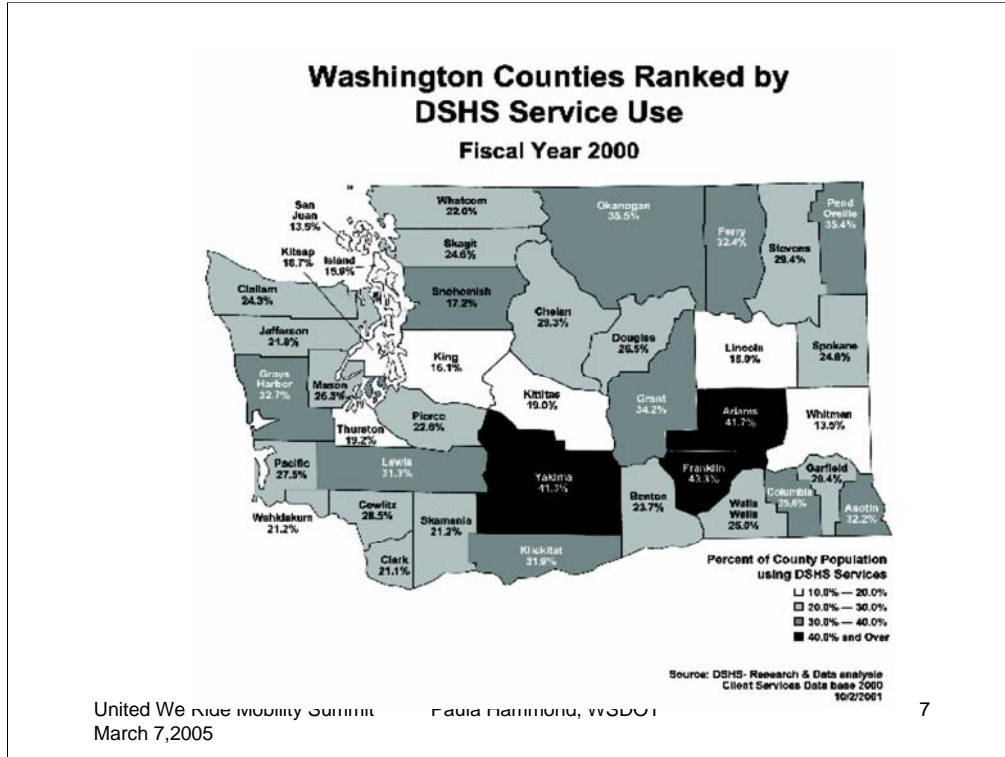 Washington Counties Ranked by
DSHS Service Use
Fiscal Year 2000
San
Juan
13.5%
Whatcom
22.0%
Okanogan
35.5%
Ferry
32.4%
Pend
Oreille
35.4%
Kitsap
18.7%
Island
15.9%
Skagit
24.6%
Stevens
29.4%
Clallam
24.3%
Snohomish
17.2%
Chelan
29.3%
Douglas
26.5%
Jefferson
21.8%
King
16.1%
Lincoln
18.0%
Spokane
24.8%
Grays
Harbor
32.7%
Mason
26.3%
Kittitas
19.0%
Grant
34.2%
Adams
41.7%
Whitman
13.5%
Thurston
19.2%
Pierce
22.6%
Pacific
27.5%
Lewis
31.3%
Yakima
41.3%
Franklin
43.3%
Garfield
28.4%
Benton
23.7%
Walla
Walla
25.0%
Columbia
35.6%
Asotin
32.2%
Wahkiakum
21.2%
Cowlitz
28.5%
Skamania
21.2%
Clark
21.1%
Klickitat
31.9%
Percent of County Population
using DSHS Services
10.0% — 20.0%
20.0% — 30.0%
30.0% — 40.0%
40.0% and Over
Source: DSHS- Research & Data analysis
Client Services Data base 2000
10/2/2001
United We Ride Mobility Summit Paula Hammond, WSDOT 7
March 7,2005